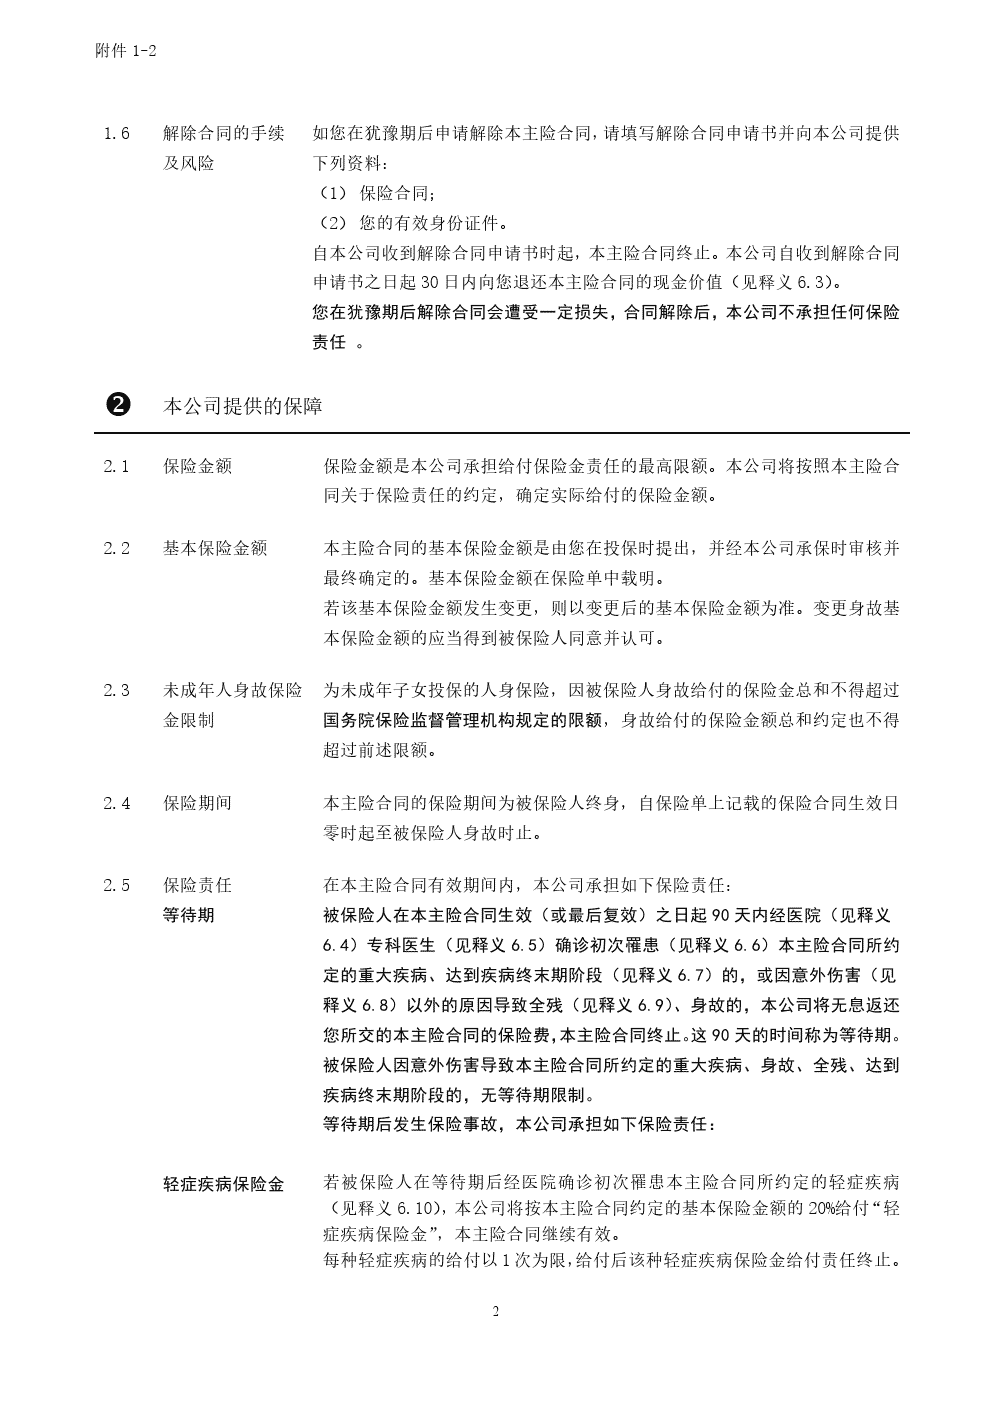 附件 1-2
1.6 解除合同的手续 如您在犹豫期后申请解除本主险合同,请填写解除合同申请书并向本公司提供
及风险 下列资料:
(1) 保险合同;
(2) 您的有效身份证件。
自本公司收到解除合同申请书时起,本主险合同终止。本公司自收到解除合同
申请书之日起 30 日内向您退还本主险合同的现金价值(见释义 6.3)。
您在犹豫期后解除合同会遭受一定损失,合同解除后,本公司不承担任何保险
责任 。
❷ 本公司提供的保障
2.1 保险金额 保险金额是本公司承担给付保险金责任的最高限额。本公司将按照本主险合
同关于保险责任的约定,确定实际给付的保险金额。
2.2 基本保险金额 本主险合同的基本保险金额是由您在投保时提出,并经本公司承保时审核并
最终确定的。基本保险金额在保险单中载明。
若该基本保险金额发生变更,则以变更后的基本保险金额为准。变更身故基
本保险金额的应当得到被保险人同意并认可。
2.3 未成年人身故保险 为未成年子女投保的人身保险,因被保险人身故给付的保险金总和不得超过
金限制 国务院保险监督管理机构规定的限额,身故给付的保险金额总和约定也不得
超过前述限额。
2.4 保险期间 本主险合同的保险期间为被保险人终身,自保险单上记载的保险合同生效日
零时起至被保险人身故时止。
2.5 保险责任 在本主险合同有效期间内,本公司承担如下保险责任:
等待期 被保险人在本主险合同生效(或最后复效)之日起 90 天内经医院(见释义
6.4)专科医生(见释义 6.5)确诊初次罹患(见释义 6.6)本主险合同所约
定的重大疾病、达到疾病终末期阶段(见释义 6.7)的,或因意外伤害(见
释义 6.8)以外的原因导致全残(见释义 6.9)、身故的,本公司将无息返还
您所交的本主险合同的保险费,本主险合同终止。这 90 天的时间称为等待期。
被保险人因意外伤害导致本主险合同所约定的重大疾病、身故、全残、达到
疾病终末期阶段的,无等待期限制。
等待期后发生保险事故,本公司承担如下保险责任:
轻症疾病保险金 若被保险人在等待期后经医院确诊初次罹患本主险合同所约定的轻症疾病
(见释义 6.10),本公司将按本主险合同约定的基本保险金额的 20%给付“轻
症疾病保险金”,本主险合同继续有效。
每种轻症疾病的给付以 1 次为限,给付后该种轻症疾病保险金给付责任终止。
2